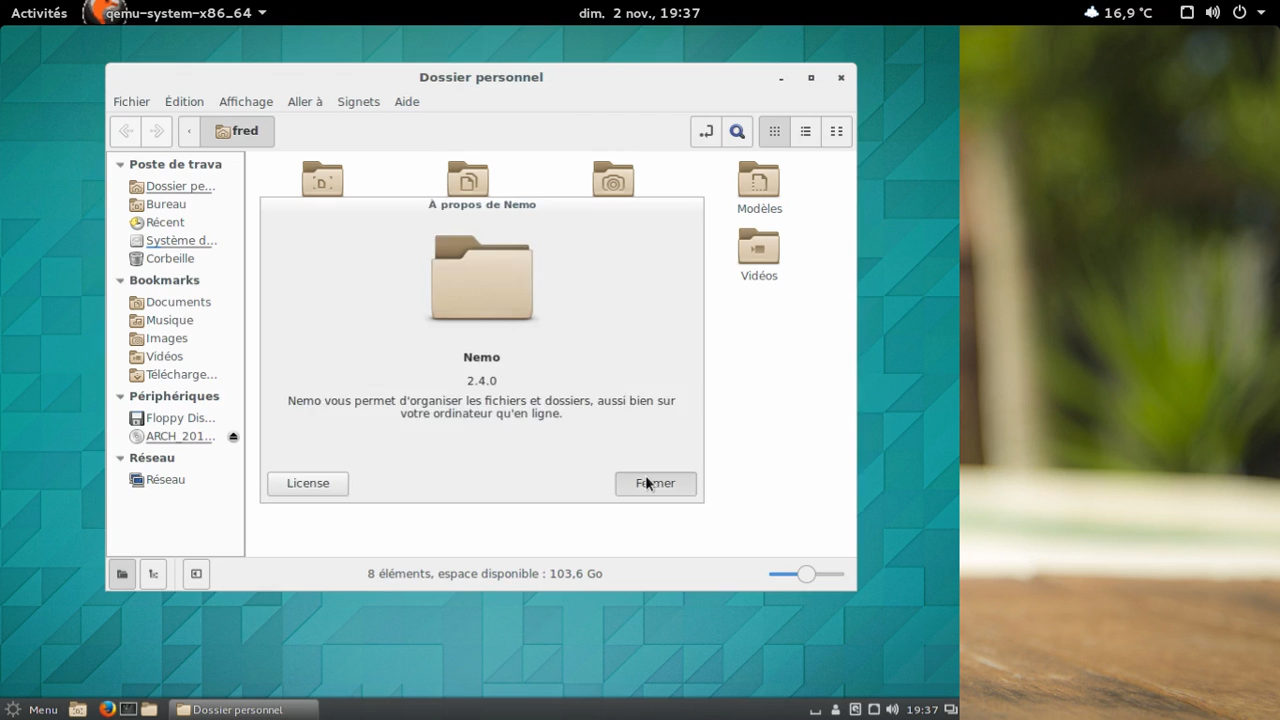 Activités
qemu-system-x86_64
dim. 2 nov., 19:37
16,9 °C
Dossier personnel
Fichier Édition Affichage Aller à Signets Aide
fred
Poste de trava
Dossier pe...
Bureau
Récent
Système d...
Corbeille
Bookmarks
Documents
Musique
Images
Vidéos
Télécharge...
Périphériques
Floppy Dis...
ARCH_201...
Réseau
Réseau
Modèles
Vidéos
À propos de Nemo
Nemo
2.4.0
Nemo vous permet d'organiser les fichiers et dossiers, aussi bien sur
votre ordinateur qu'en ligne.
License
Fermer
8 éléments, espace disponible : 103,6 Go
Menu
Dossier personnel
19:37